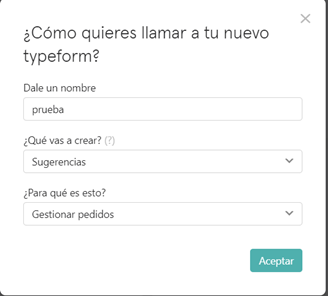 ¿Cómo quieres llamar a tu nuevo
typeform?
Dale un nombre
prueba
¿Qué vas a crear? (?)
Sugerencias
¿Para qué es esto?
Gestionar pedidos
Aceptar